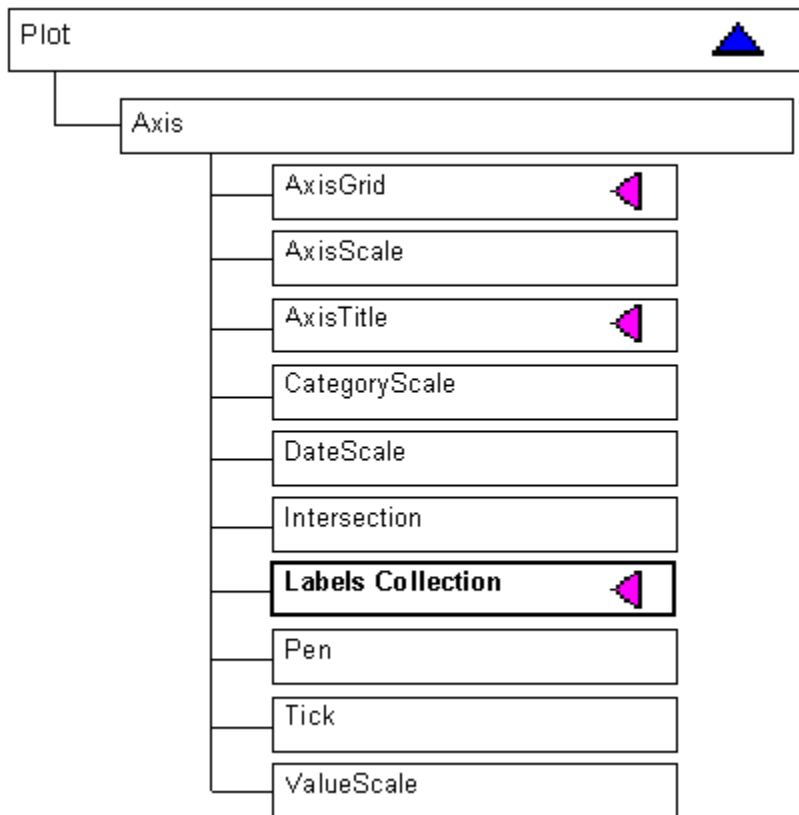 Plot
Axis
AxisGrid
AxisScale
AxisTitle
CategoryScale
DateScale
Intersection
Labels Collection
Pen
Tick
ValueScale